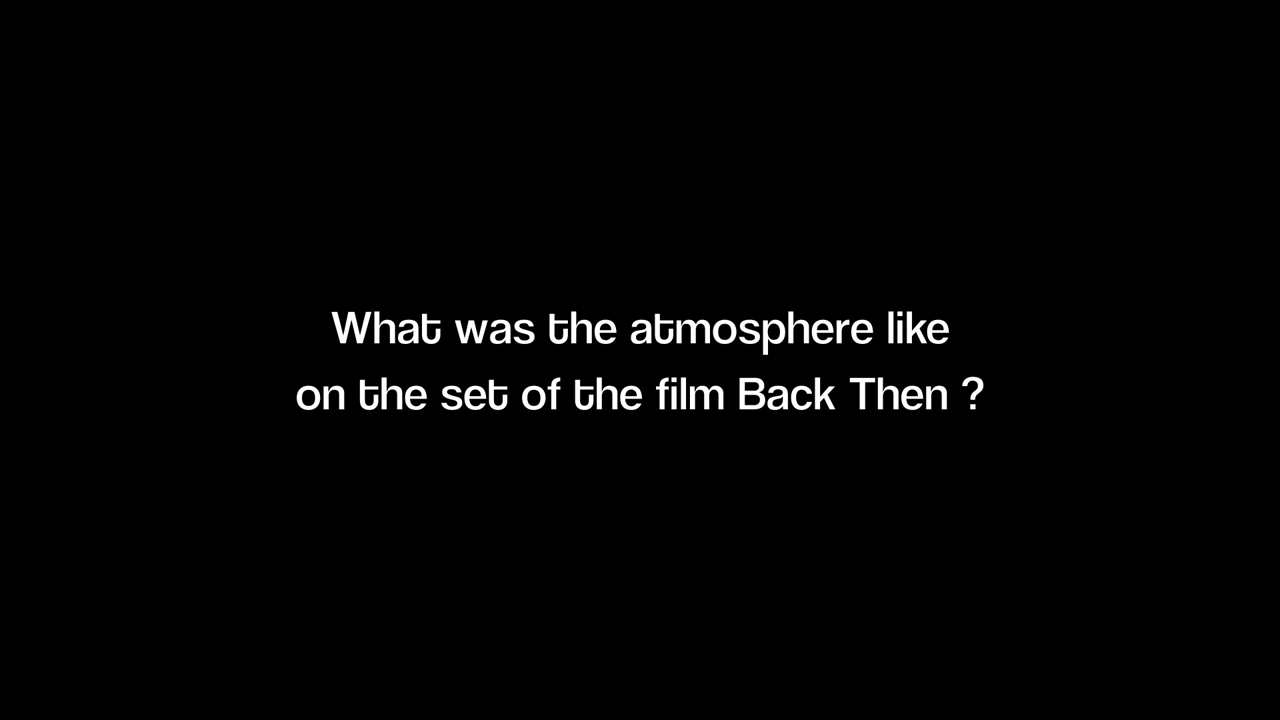 What was the atmosphere like
on the set of the film Back Then ?